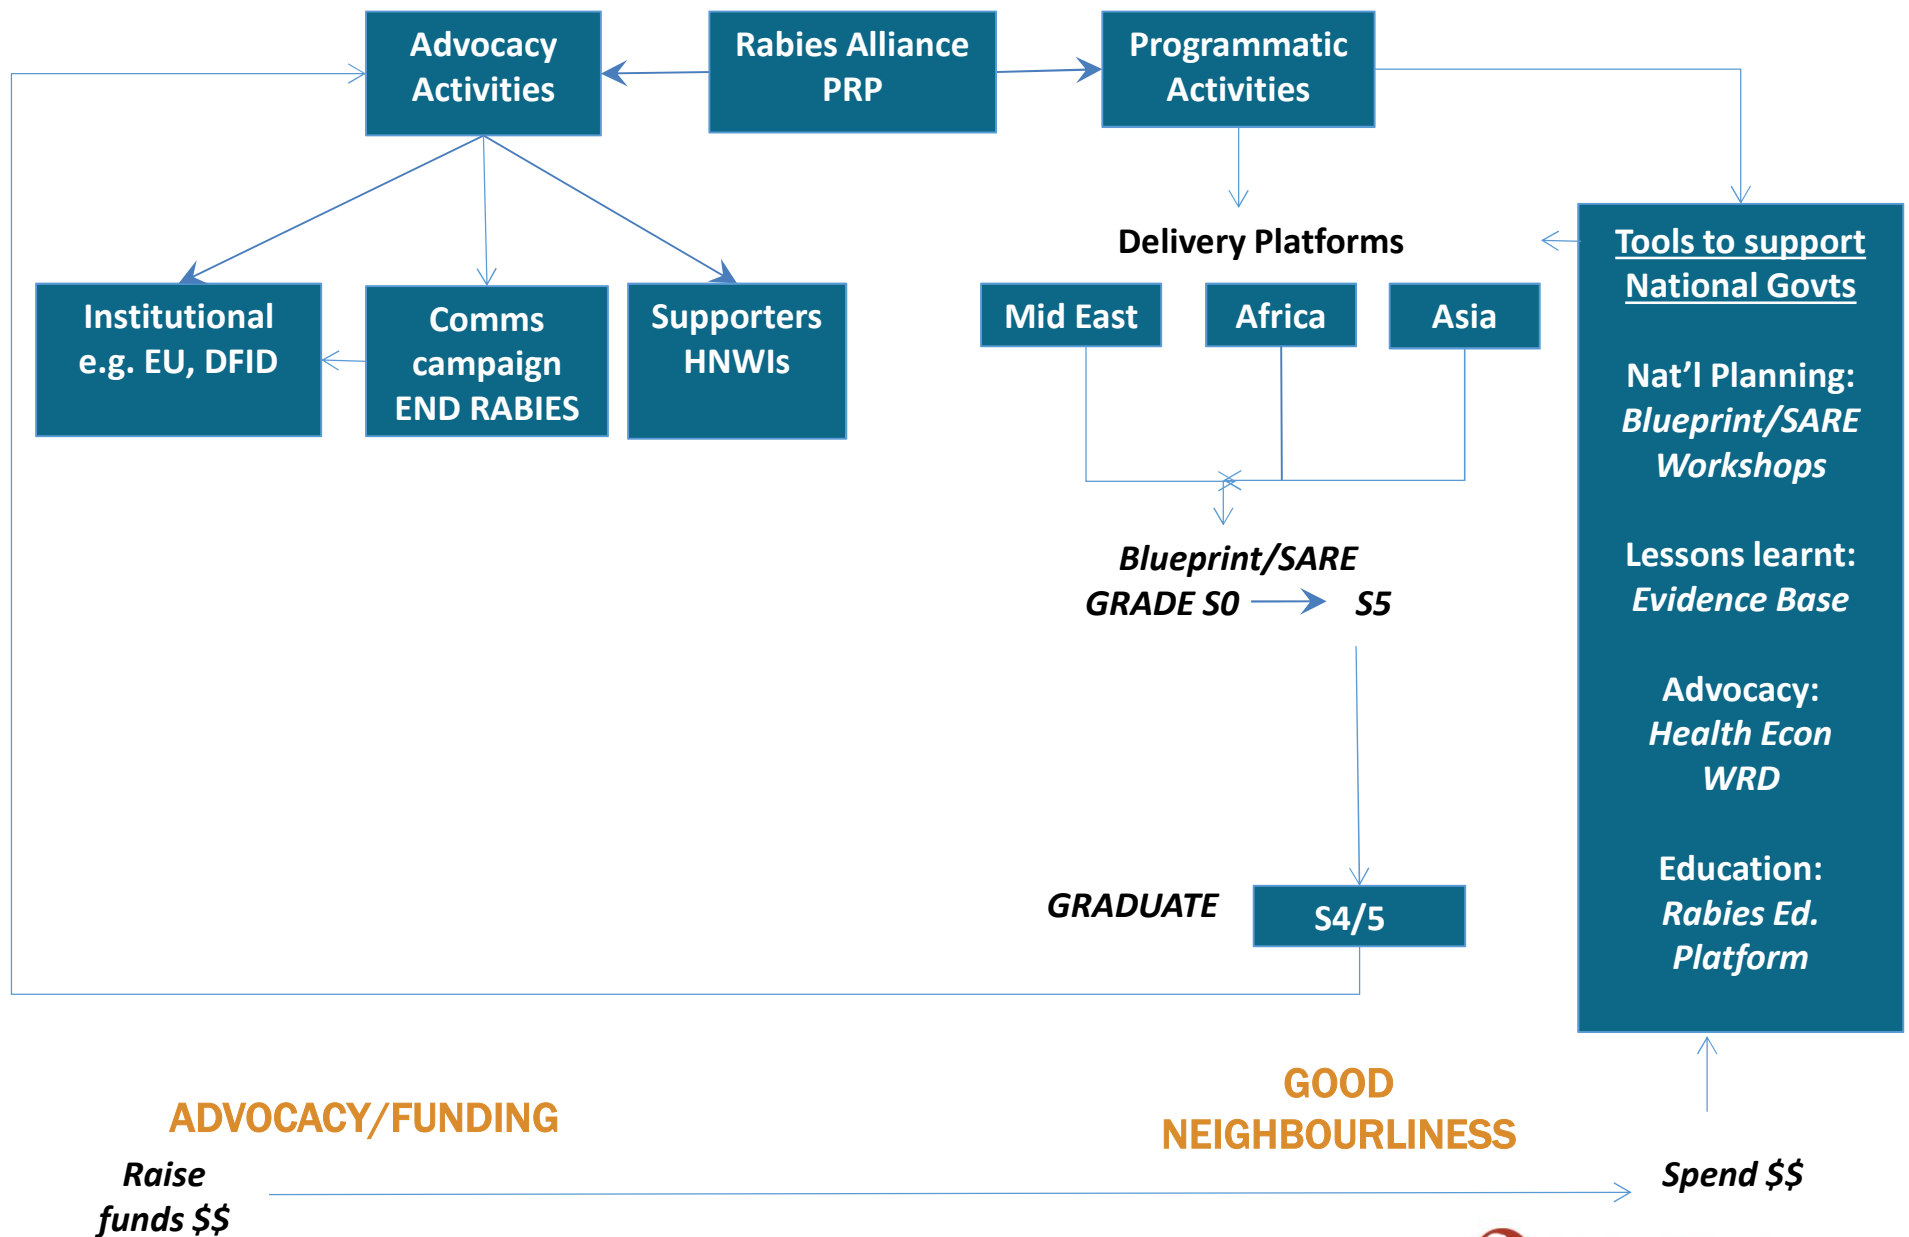 Advocacy
Activities
Rabies Alliance
PRP
Programmatic
Activities
Institutional
e.g. EU, DFID
Comms
campaign
END RABIES
Supporters
HNWIs
Delivery Platforms
Mid East
Africa
Asia
Blueprint/SARE
GRADE S0
S5
GRADUATE
S4/5
Tools to support
National Govts
Nat’l Planning:
Blueprint/SARE
Workshops
Lessons learnt:
Evidence Base
Advocacy:
Health Econ
WRD
Education:
Rabies Ed.
Platform
ADVOCACY/FUNDING
GOOD
NEIGHBOURLINESS
Raise
funds $$
Spend $$